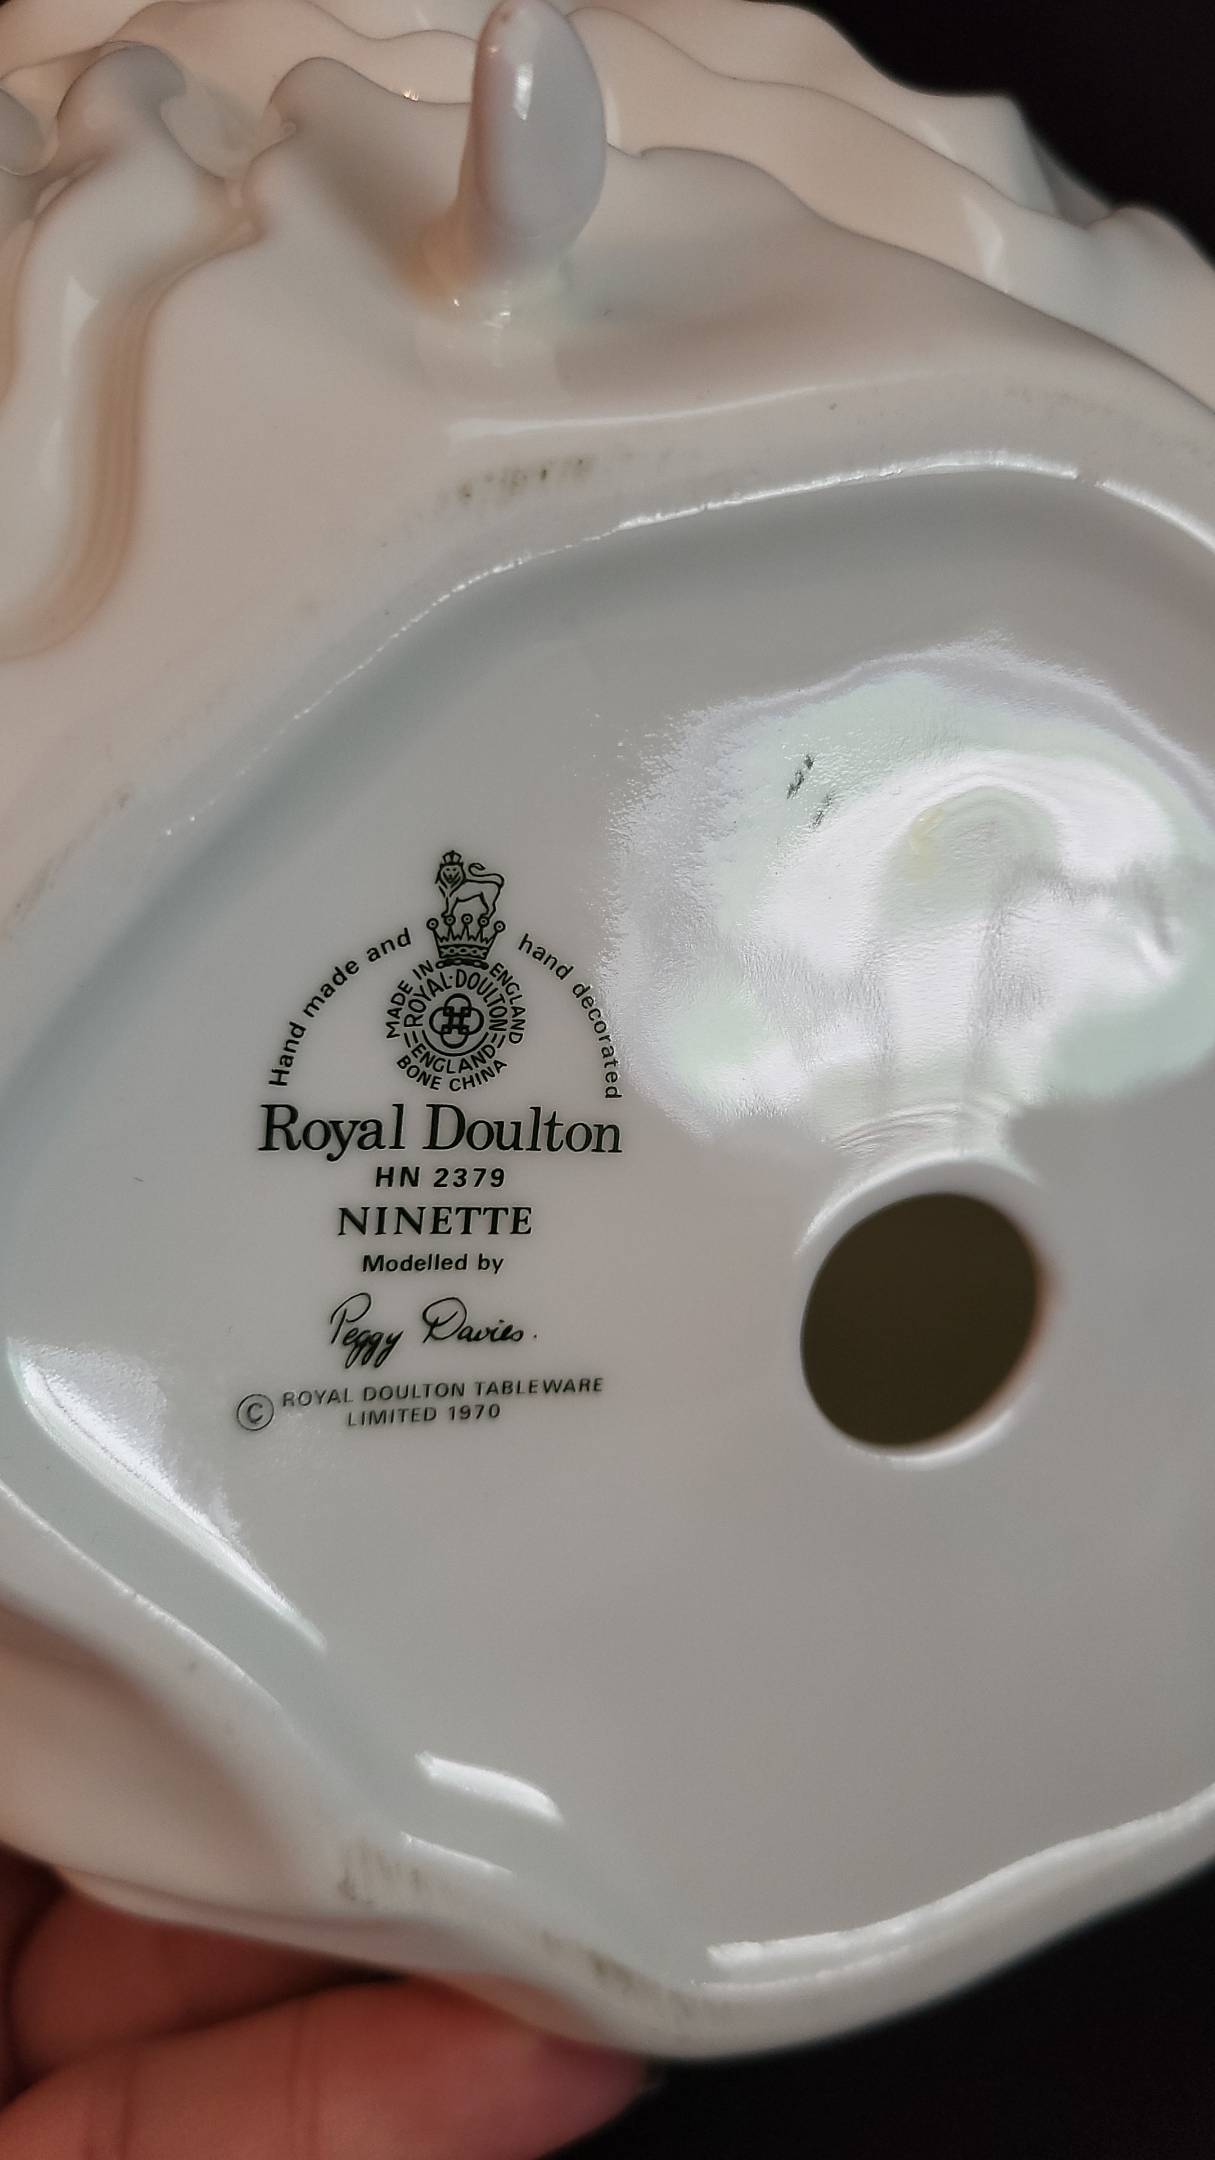 Hand made and hand decorated
MADE IN ENGLAND
ROYAL·DOULTON
ENGLAND
BONE CHINA
Royal Doulton
HN 2379
NINETTE
Modelled by
Peggy Davies.
© ROYAL DOULTON TABLEWARE
LIMITED 1970